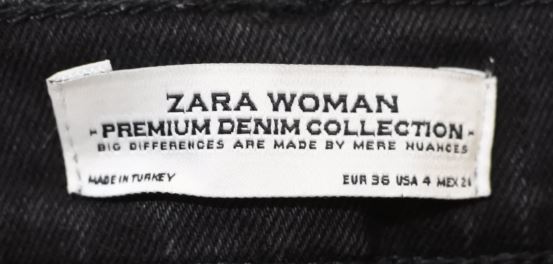 ZARA WOMAN
- PREMIUM DENIM COLLECTION -
BIG DIFFERENCES ARE MADE BY MERE NUANCES
MADE IN TURKEY EUR 36 USA 4 MEX